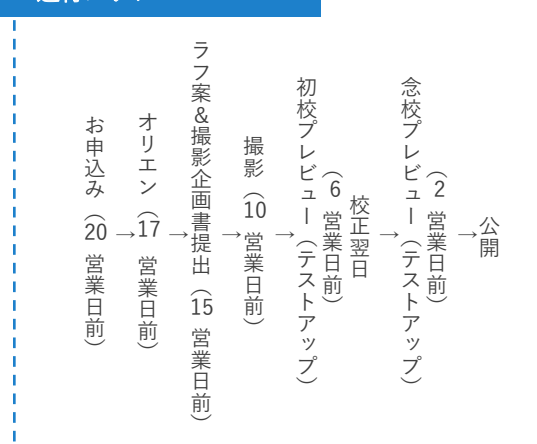 お申込み（20 営業日前）
→
オリエン（17 営業日前）
→
ラフ案＆撮影企画書提出（15 営業日前）
→
撮影（10 営業日前）
→
初校プレビュー（テストアップ）
（6 営業日前）
校正翌日
→
念校プレビュー（テストアップ）
（2 営業日前）
→
公開